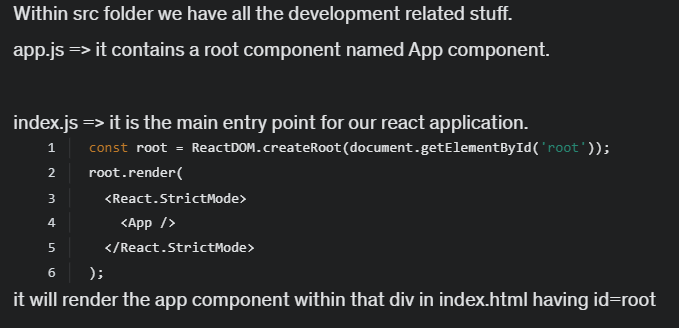 Within src folder we have all the development related stuff.
app.js => it contains a root component named App component.
index.js => it is the main entry point for our react application.
1 const root = ReactDOM.createRoot(document.getElementById('root'));
2 root.render(
3 <React.StrictMode>
4 <App />
5 </React.StrictMode>
6 );
it will render the app component within that div in index.html having id=root